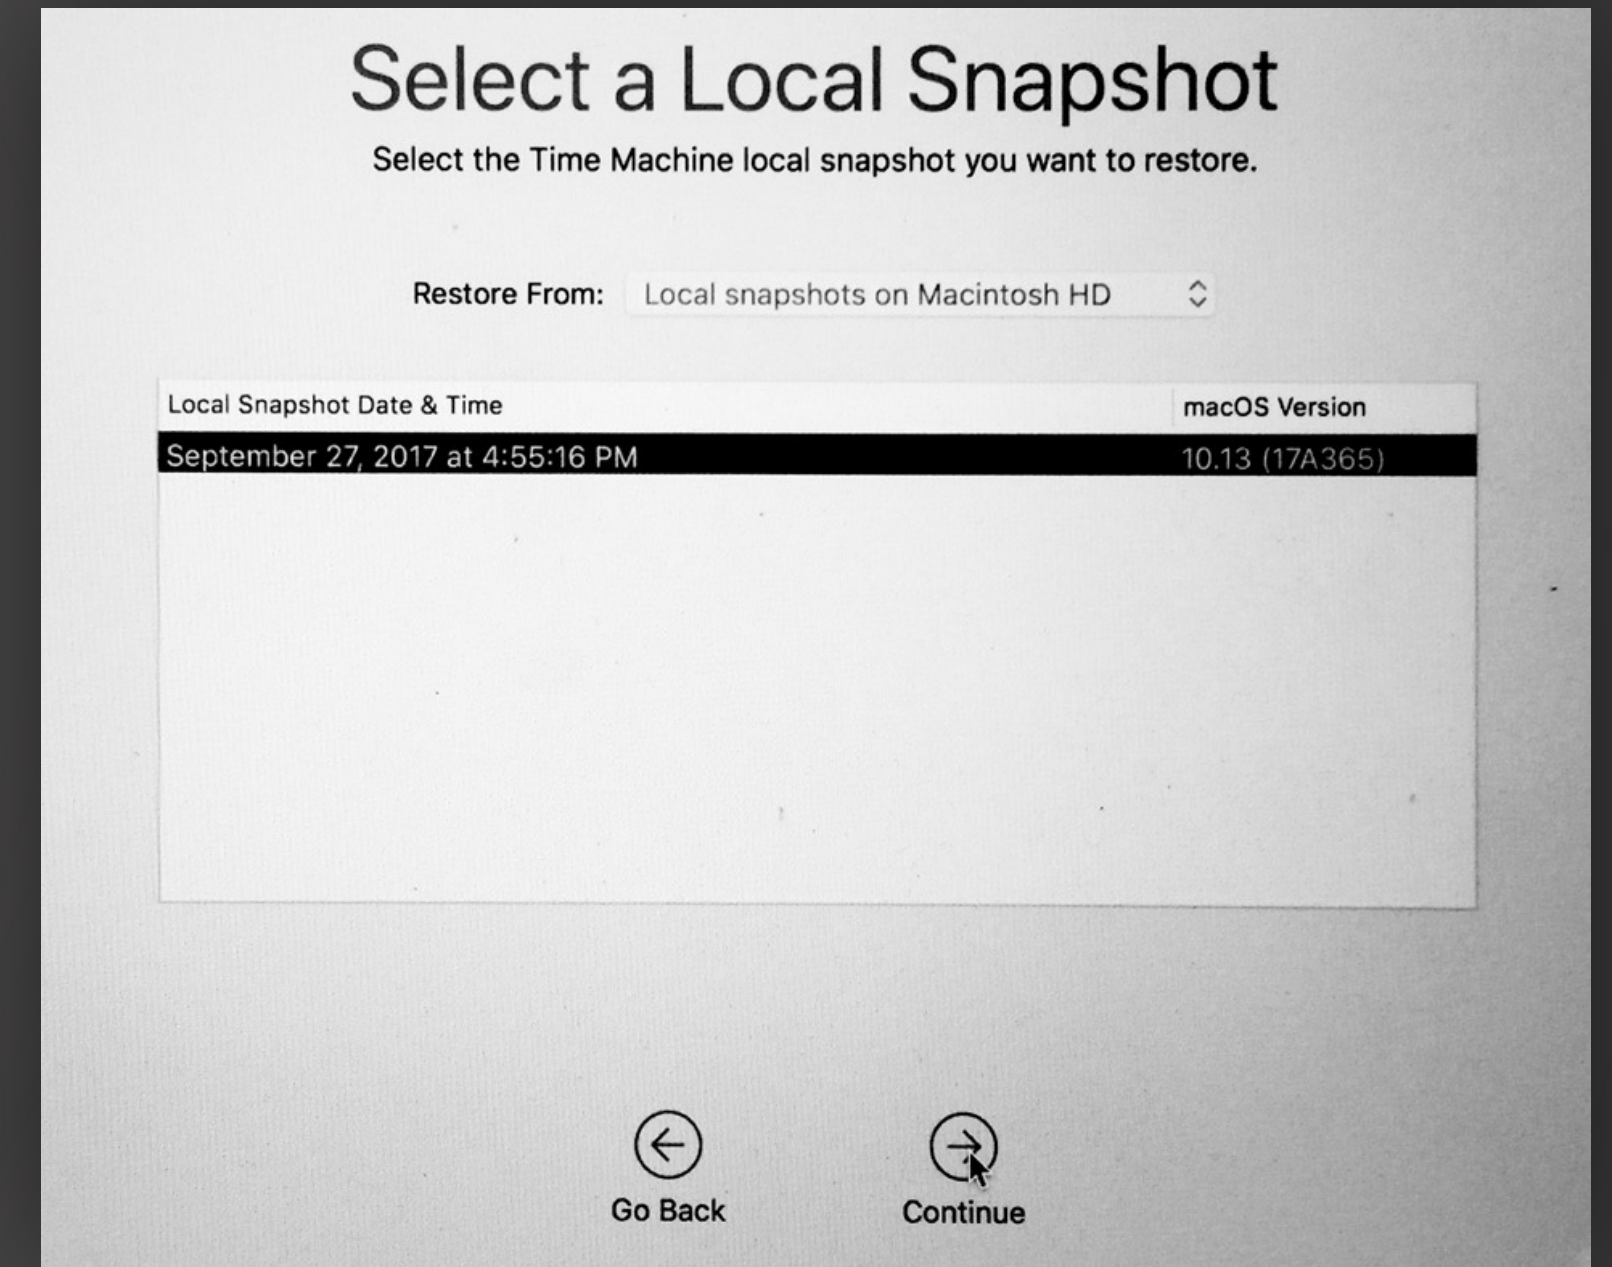 Select a Local Snapshot
Select the Time Machine local snapshot you want to restore.
Restore From: Local snapshots on Macintosh HD
Local Snapshot Date & Time macOS Version
September 27, 2017 at 4:55:16 PM 10.13 (17A365)
Go Back Continue